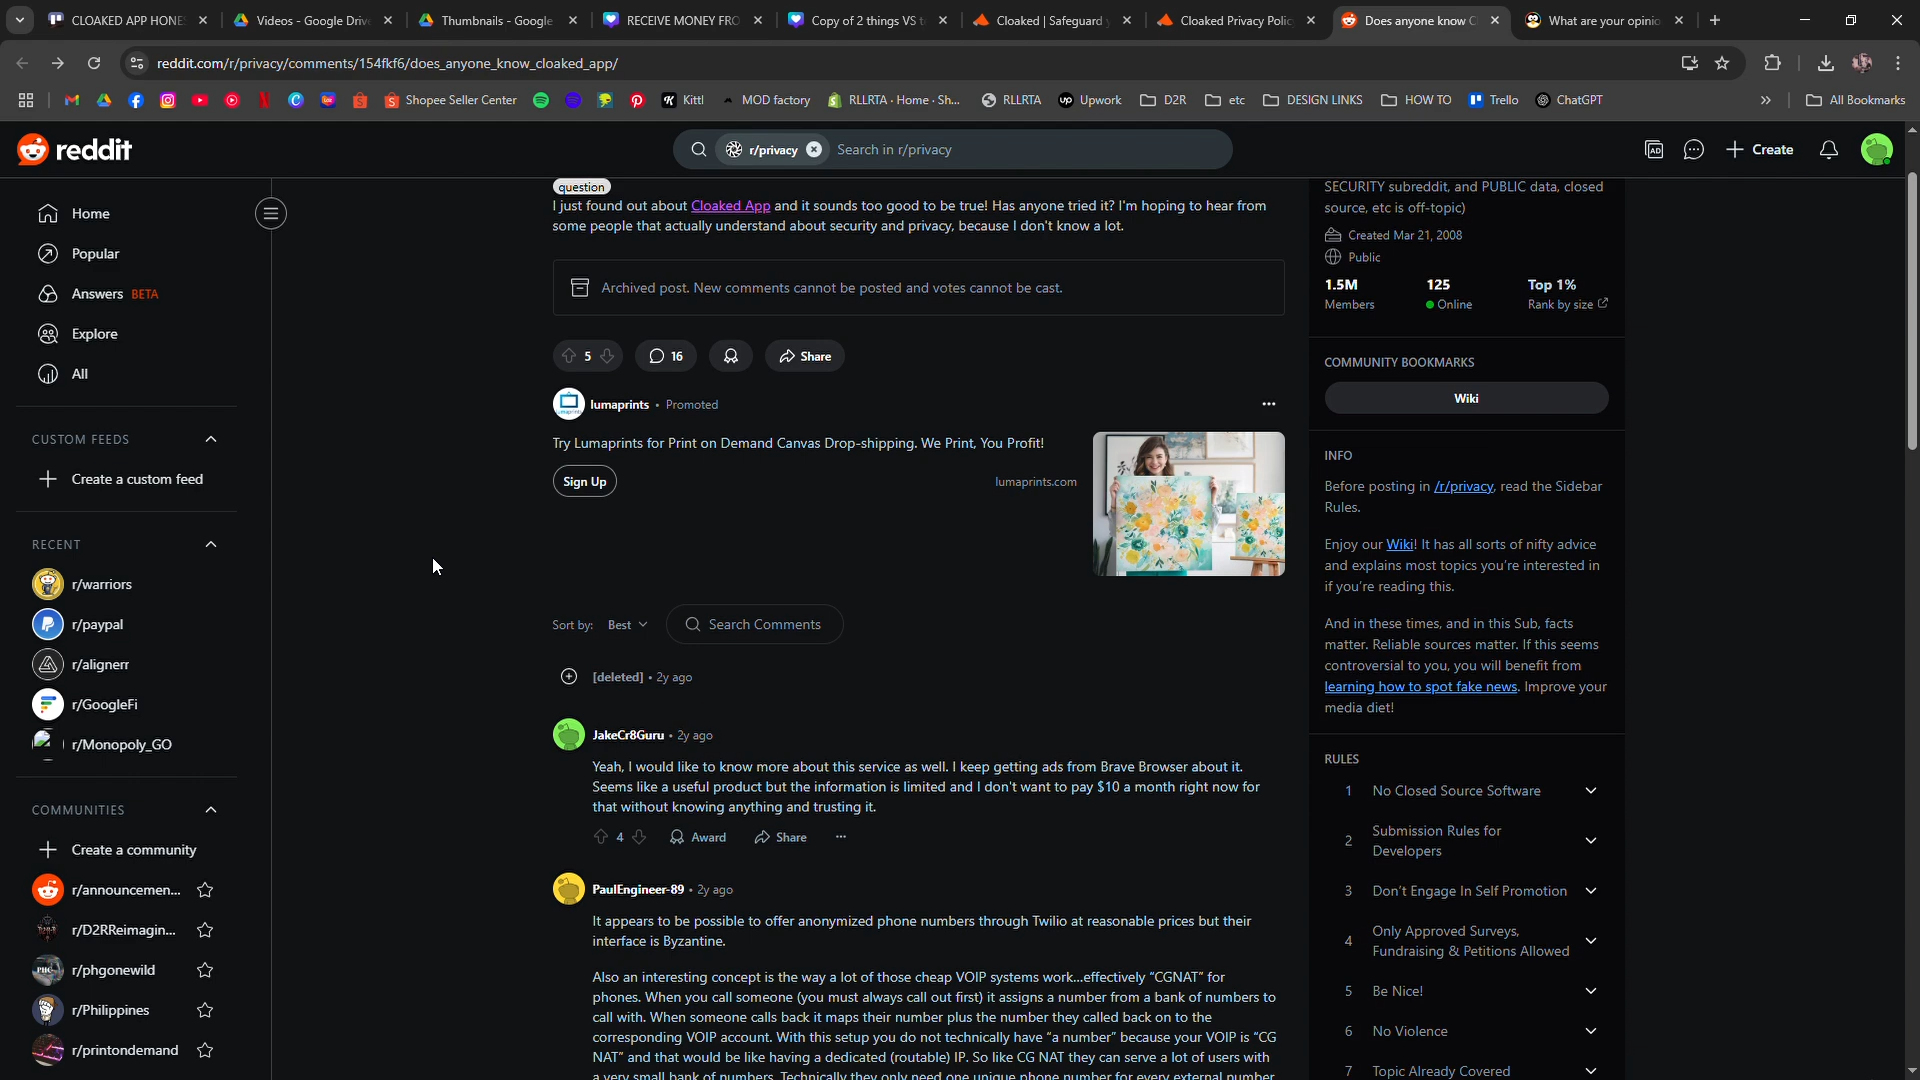 CLOAKED APP HONES
Videos - Google Drive
Thumbnails - Google
RECEIVE MONEY FRO
Copy of 2 things VS t
Cloaked | Safeguard y
Cloaked Privacy Polic
Does anyone know C
What are your opinio
reddit.com/r/privacy/comments/154fkf6/does_anyone_know_cloaked_app/
Shopee Seller Center
Kittl
MOD factory
RLLRTA - Home · Sh...
RLLRTA
Upwork
D2R
etc
DESIGN LINKS
HOW TO
Trello
ChatGPT
All Bookmarks
reddit
r/privacy
Search in r/privacy
Create
Home
Popular
Answers BETA
Explore
All
CUSTOM FEEDS
Create a custom feed
RECENT
r/warriors
r/paypal
r/alignerr
r/GoogleFi
r/Monopoly_GO
COMMUNITIES
Create a community
r/announcemen...
r/D2RReimagin...
r/phgonewild
r/Philippines
r/printondemand
question
I just found out about Cloaked App and it sounds too good to be true! Has anyone tried it? I'm hoping to hear from
some people that actually understand about security and privacy, because I don't know a lot.
Archived post. New comments cannot be posted and votes cannot be cast.
5
16
Share
lumaprints • Promoted
Try Lumaprints for Print on Demand Canvas Drop-shipping. We Print, You Profit!
Sign Up
lumaprints.com
Sort by: Best
Search Comments
[deleted] • 2y ago
JakeCr8Guru • 2y ago
Yeah, I would like to know more about this service as well. I keep getting ads from Brave Browser about it.
Seems like a useful product but the information is limited and I don't want to pay $10 a month right now for
that without knowing anything and trusting it.
4
Award
Share
PaulEngineer-89 • 2y ago
It appears to be possible to offer anonymized phone numbers through Twilio at reasonable prices but their
interface is Byzantine.
Also an interesting concept is the way a lot of those cheap VOIP systems work...effectively “CGNAT” for
phones. When you call someone (you must always call out first) it assigns a number from a bank of numbers to
call with. When someone calls back it maps their number plus the number they called back on to the
corresponding VOIP account. With this setup you do not technically have “a number” because your VOIP is “CG
NAT” and that would be like having a dedicated (routable) IP. So like CG NAT they can serve a lot of users with
a very small bank of numbers. Technically they only need one unique phone number for every external number
SECURITY subreddit, and PUBLIC data, closed
source, etc is off-topic)
Created Mar 21, 2008
Public
1.5M
Members
125
Online
Top 1%
Rank by size
COMMUNITY BOOKMARKS
Wiki
INFO
Before posting in /r/privacy, read the Sidebar
Rules.
Enjoy our Wiki! It has all sorts of nifty advice
and explains most topics you're interested in
if you're reading this.
And in these times, and in this Sub, facts
matter. Reliable sources matter. If this seems
controversial to you, you will benefit from
learning how to spot fake news. Improve your
media diet!
RULES
1 No Closed Source Software
2 Submission Rules for
Developers
3 Don't Engage In Self Promotion
4 Only Approved Surveys,
Fundraising & Petitions Allowed
5 Be Nice!
6 No Violence
7 Topic Already Covered